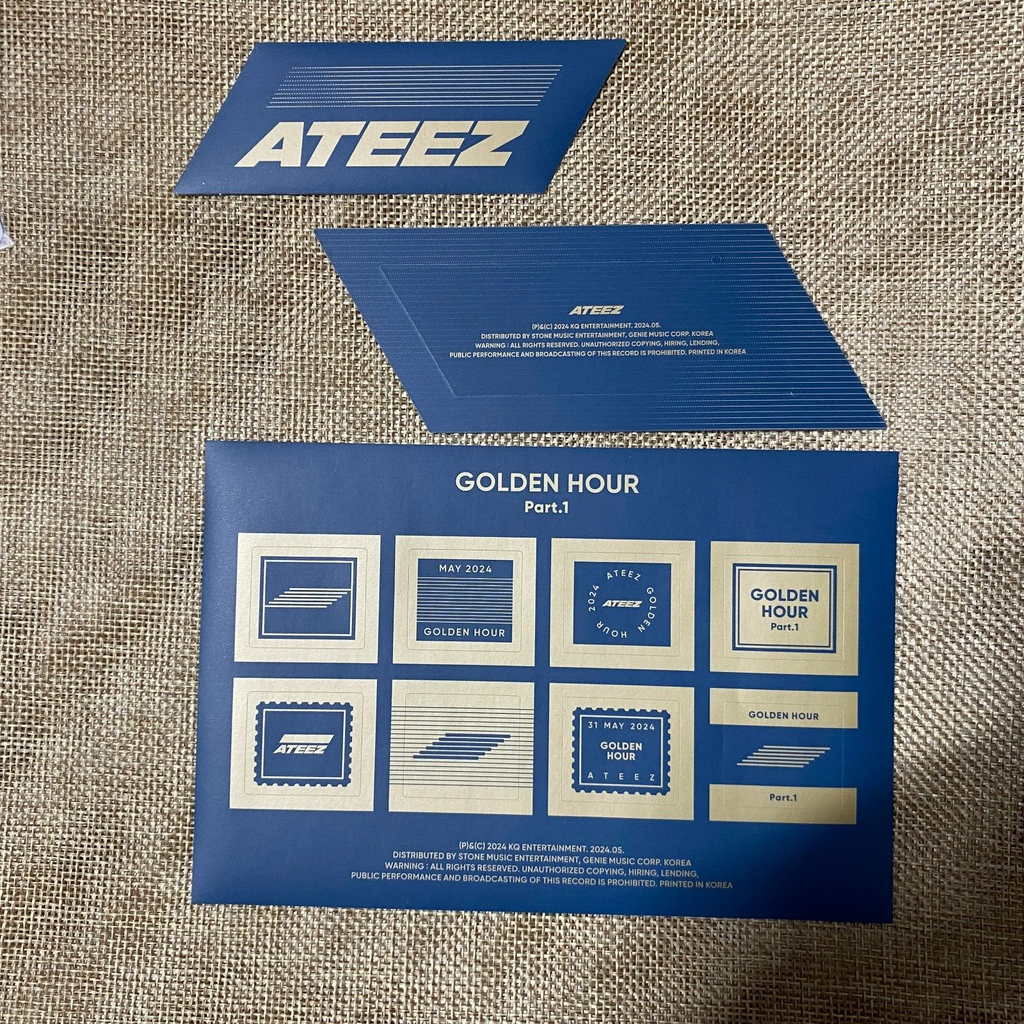 ATEEZ
ATEEZ
(P)&(C) 2024 KQ ENTERTAINMENT. 2024.05.
DISTRIBUTED BY STONE MUSIC ENTERTAINMENT, GENIE MUSIC CORP. KOREA
WARNING : ALL RIGHTS RESERVED. UNAUTHORIZED COPYING, HIRING, LENDING,
PUBLIC PERFORMANCE AND BROADCASTING OF THIS RECORD IS PROHIBITED. PRINTED IN KOREA
GOLDEN HOUR
Part.1
MAY 2024
GOLDEN HOUR
2024 ATEEZ GOLDEN HOUR
ATEEZ
GOLDEN
HOUR
Part.1
ATEEZ
31 MAY 2024
GOLDEN
HOUR
A T E E Z
GOLDEN HOUR
Part.1
(P)&(C) 2024 KQ ENTERTAINMENT. 2024.05.
DISTRIBUTED BY STONE MUSIC ENTERTAINMENT, GENIE MUSIC CORP. KOREA
WARNING : ALL RIGHTS RESERVED. UNAUTHORIZED COPYING, HIRING, LENDING,
PUBLIC PERFORMANCE AND BROADCASTING OF THIS RECORD IS PROHIBITED. PRINTED IN KOREA